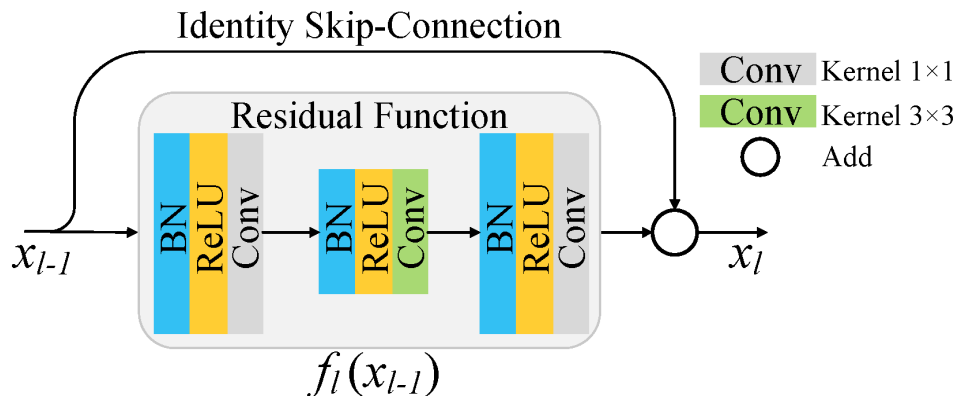 Identity Skip-Connection
Conv Kernel 1×1
Conv Kernel 3×3
Add
Residual Function
BN
ReLU
Conv
BN
ReLU
Conv
BN
ReLU
Conv
x_{l-1}
x_l
f_l(x_{l-1})